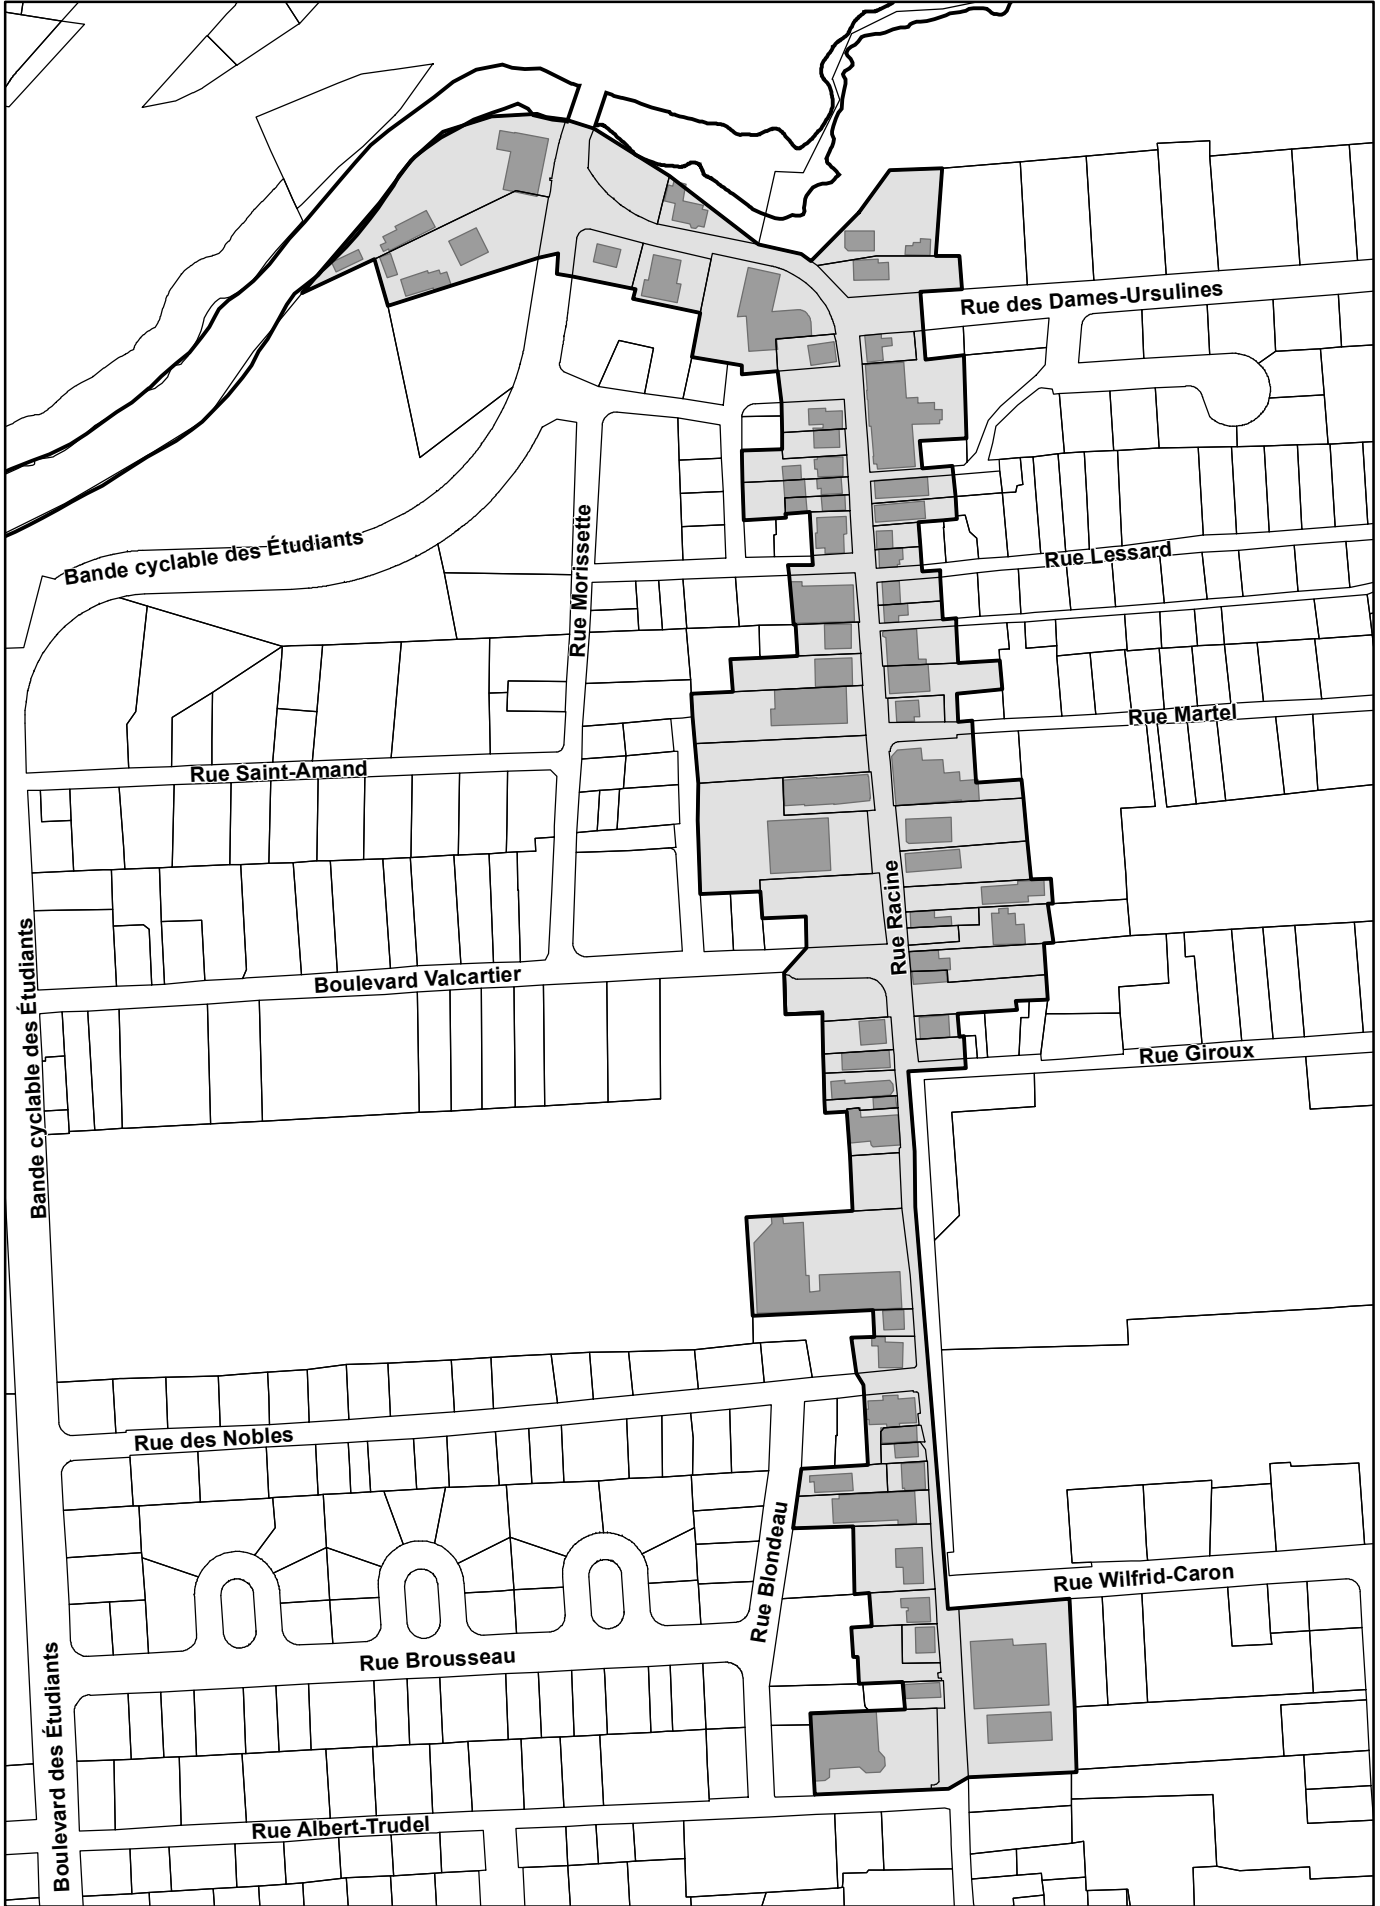 Rue des Dames-Ursulines
Bande cyclable des Étudiants
Rue Morissette
Rue Lessard
Rue Martel
Rue Saint-Amand
Rue Racine
Boulevard Valcartier
Bande cyclable des Étudiants
Rue Giroux
Rue des Nobles
Rue Blondeau
Rue Wilfrid-Caron
Rue Brousseau
Boulevard des Étudiants
Rue Albert-Trudel